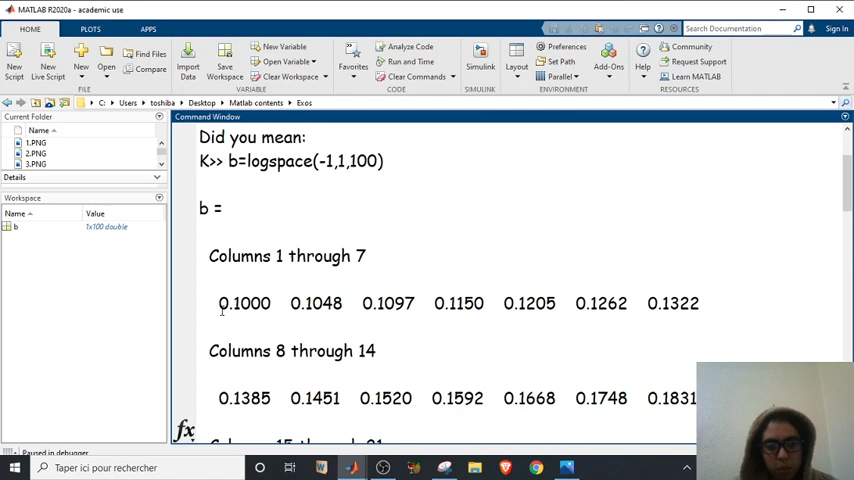 MATLAB R2020a - academic use
HOME PLOTS APPS
Search Documentation Sign In
New Script New Live Script New Open Find Files Compare
Import Data Save Workspace New Variable Open Variable Clear Workspace
Favorites Analyze Code Run and Time Clear Commands
Simulink Layout Preferences Set Path Parallel Add-Ons
Help Community Request Support Learn MATLAB
FILE VARIABLE CODE SIMULINK ENVIRONMENT RESOURCES
C: Users toshiba Desktop Matlab contents Exos
Current Folder
Name
1.PNG
2.PNG
3.PNG
Details
Workspace
Name Value
b 1x100 double
Command Window
Did you mean:
K>> b=logspace(-1,1,100)
b =
Columns 1 through 7
0.1000 0.1048 0.1097 0.1150 0.1205 0.1262 0.1322
Columns 8 through 14
0.1385 0.1451 0.1520 0.1592 0.1668 0.1748 0.1831
fx
Paused in debugger
Taper ici pour rechercher